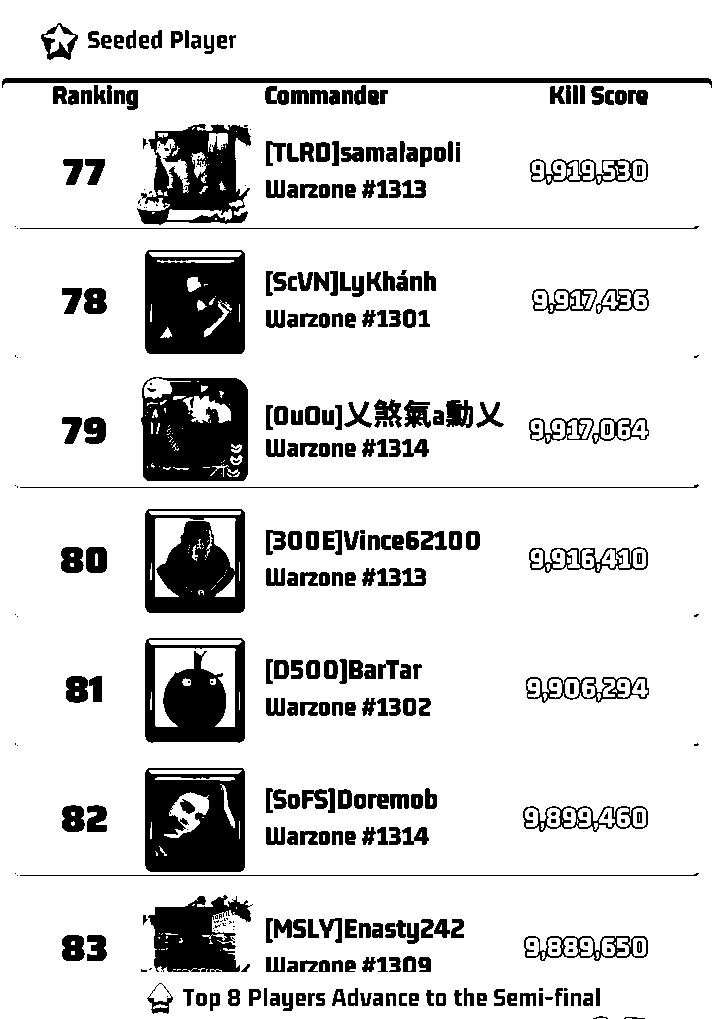 Seeded Player
Ranking Commander Kill Score
77 [TLRD]samalapoli 9,919,530
Warzone #1313
78 [ScVN]LyKhánh 9,917,436
Warzone #1301
79 [OuOu]乂煞氣a勳乂 9,917,064
Warzone #1314
80 [300E]Vince62100 9,916,410
Warzone #1313
81 [D500]BarTar 9,906,294
Warzone #1302
82 [SoFS]Doremob 9,899,460
Warzone #1314
83 [MSLY]Enasty242 9,889,650
Warzone #1309
Top 8 Players Advance to the Semi-final